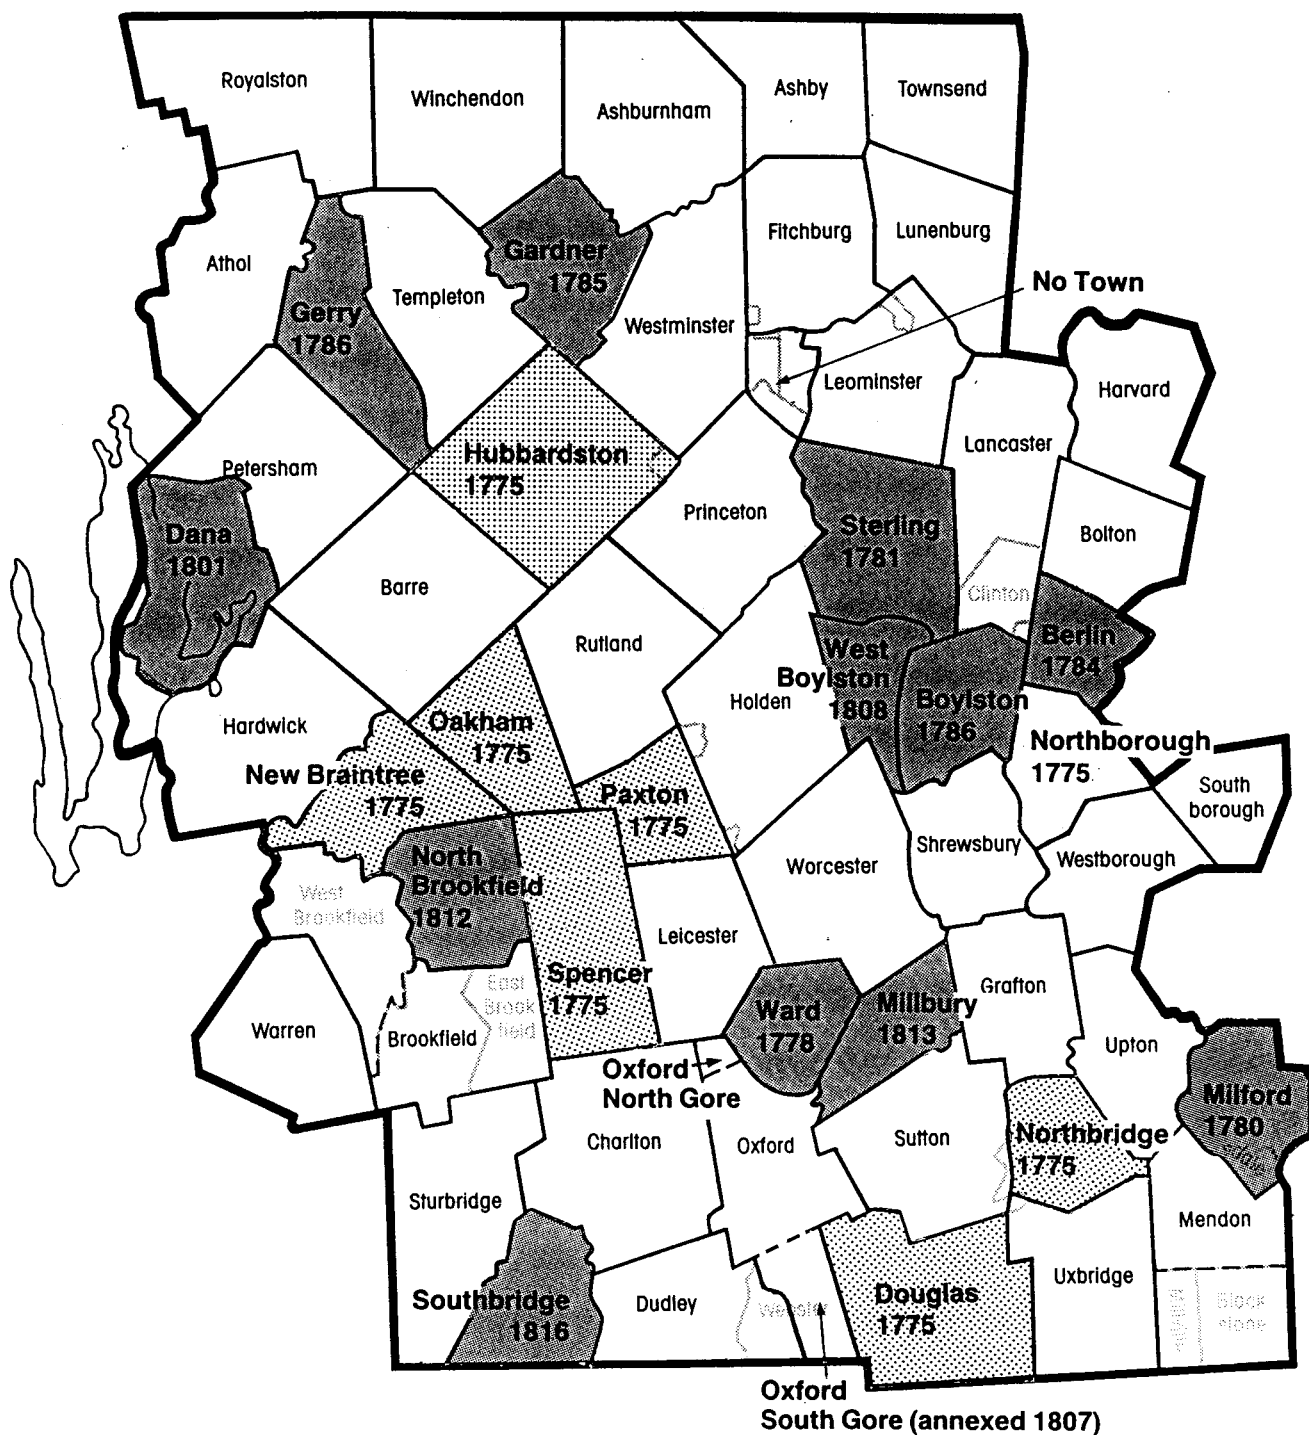 Royalston
Winchendon
Ashburnham
Ashby
Townsend
Athol
Gerry
1786
Templeton
Gardner
1785
Westminster
Fitchburg
Lunenburg
No Town
Leominster
Harvard
Lancaster
Petersham
Hubbardston
1775
Princeton
Sterling
1781
Bolton
Dana
1801
Barre
Rutland
Clinton
Berlin
1784
West
Boylston
1808
Boylston
1786
Holden
Hardwick
Oakham
1775
New Braintree
1775
Paxton
1775
Northborough
1775
South
borough
Westborough
Shrewsbury
Worcester
North
Brookfield
1812
West
Brookfield
Leicester
Spencer
1775
East
Brook
field
Warren
Brookfield
Ward
1778
Millbury
1813
Grafton
Upton
Milford
1780
Oxford
North Gore
Charlton
Oxford
Sutton
Northbridge
1775
Sturbridge
Mendon
Southbridge
1816
Dudley
Webster
Douglas
1775
Uxbridge
Black
stone
Oxford
South Gore (annexed 1807)